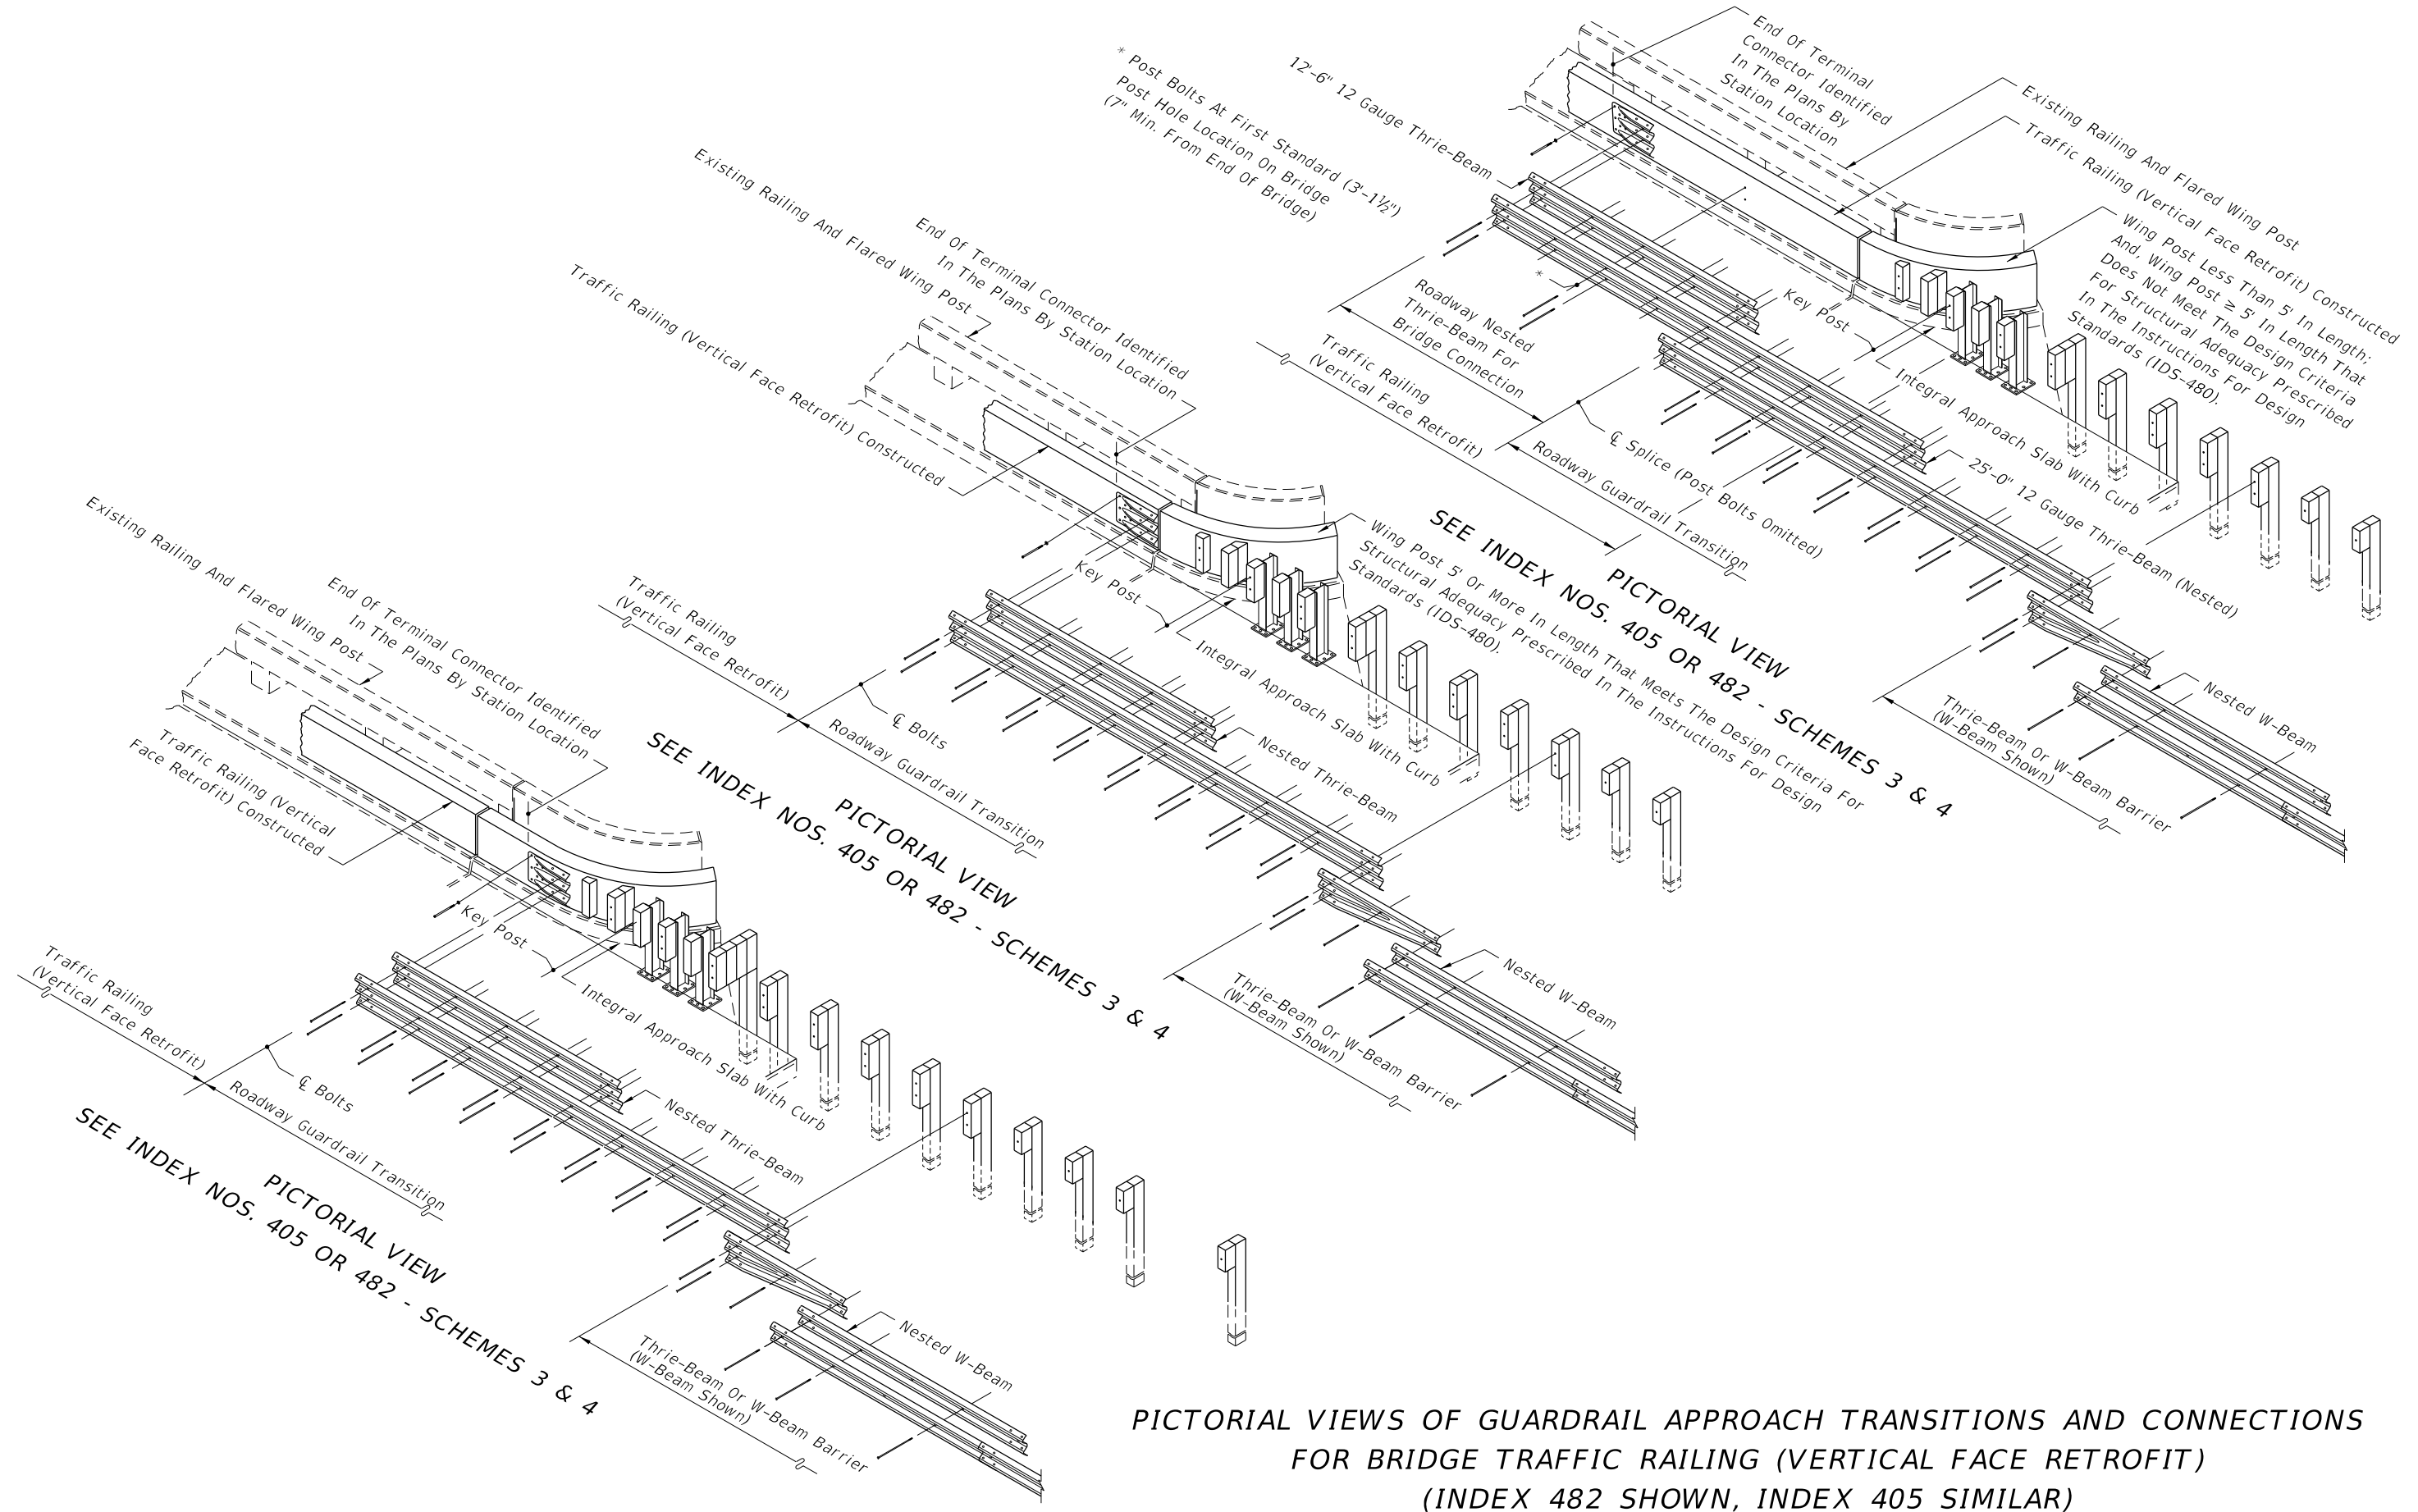 * Post Bolts At First Standard (3'-1½")
Post Hole Location On Bridge
(7" Min. From End Of Bridge)
12'-6" 12 Gauge Thrie-Beam
End Of Terminal
Connector Identified
In The Plans By
Station Location
Existing Railing And Flared Wing Post
Traffic Railing (Vertical Face Retrofit) Constructed
Wing Post Less Than 5' In Length;
And, Wing Post ≥ 5' In Length That
Does Not Meet The Design Criteria
For Structural Adequacy Prescribed
In The Instructions For Design
Standards (IDS-480).
*
Key Post
Roadway Nested
Thrie-Beam For
Bridge Connection
Traffic Railing
(Vertical Face Retrofit)
Integral Approach Slab With Curb
℄ Splice (Post Bolts Omitted)
Roadway Guardrail Transition
25'-0" 12 Gauge Thrie-Beam (Nested)
Nested W-Beam
Thrie-Beam Or W-Beam Barrier
(W-Beam Shown)
PICTORIAL VIEW
SEE INDEX NOS. 405 OR 482 - SCHEMES 3 & 4
Existing Railing And Flared Wing Post
End Of Terminal Connector Identified
In The Plans By Station Location
Traffic Railing (Vertical Face Retrofit) Constructed
Wing Post 5' Or More In Length That Meets The Design Criteria For
Structural Adequacy Prescribed In The Instructions For Design
Standards (IDS-480).
Key Post
Traffic Railing
(Vertical Face Retrofit)
Integral Approach Slab With Curb
℄ Bolts
Roadway Guardrail Transition
Nested Thrie-Beam
Nested W-Beam
Thrie-Beam Or W-Beam Barrier
(W-Beam Shown)
PICTORIAL VIEW
SEE INDEX NOS. 405 OR 482 - SCHEMES 3 & 4
Existing Railing And Flared Wing Post
End Of Terminal Connector Identified
In The Plans By Station Location
Traffic Railing (Vertical
Face Retrofit) Constructed
Key Post
Traffic Railing
(Vertical Face Retrofit)
Integral Approach Slab With Curb
℄ Bolts
Roadway Guardrail Transition
Nested Thrie-Beam
Nested W-Beam
Thrie-Beam Or W-Beam Barrier
(W-Beam Shown)
PICTORIAL VIEW
SEE INDEX NOS. 405 OR 482 - SCHEMES 3 & 4
PICTORIAL VIEWS OF GUARDRAIL APPROACH TRANSITIONS AND CONNECTIONS
FOR BRIDGE TRAFFIC RAILING (VERTICAL FACE RETROFIT)
(INDEX 482 SHOWN, INDEX 405 SIMILAR)